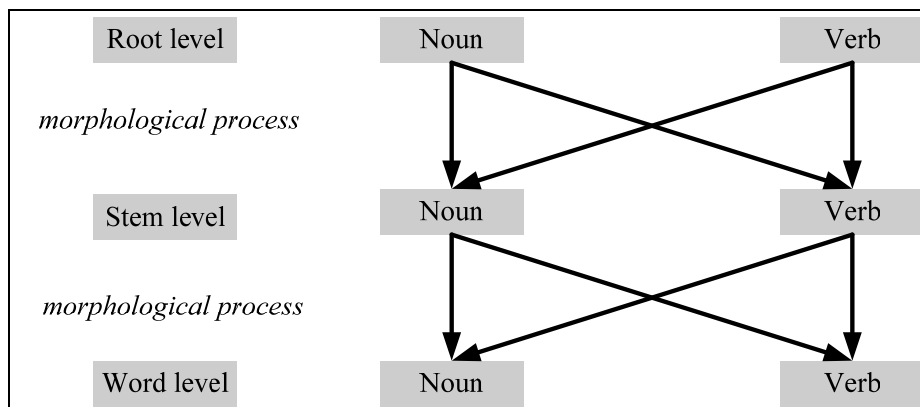 Root level Noun Verb
morphological process
Stem level Noun Verb
morphological process
Word level Noun Verb